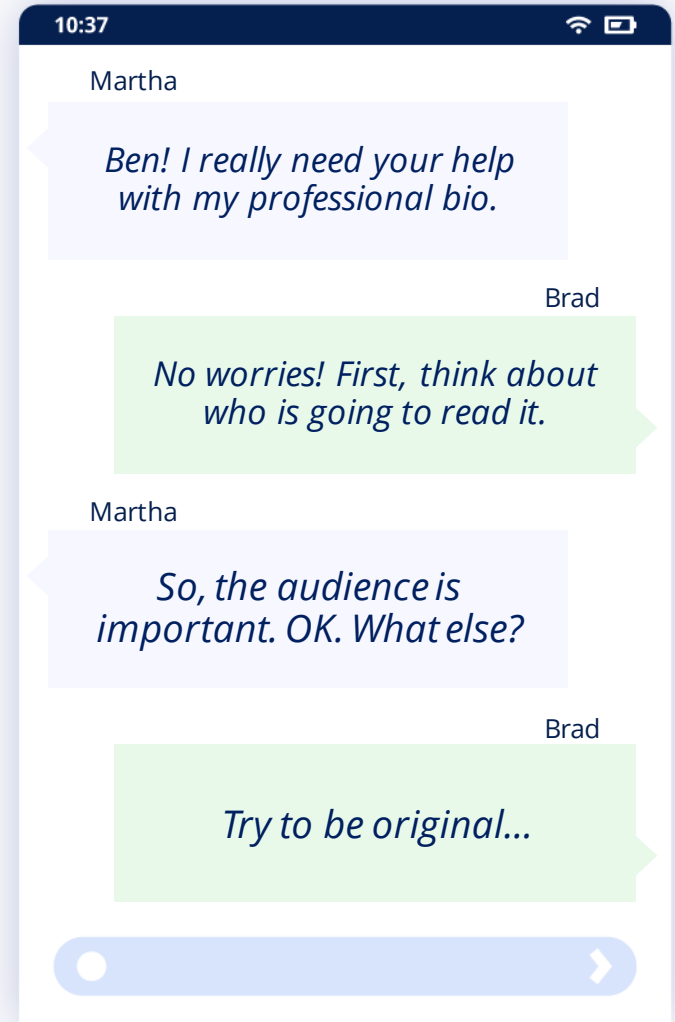 10:37
Martha
Ben! I really need your help
with my professional bio.
Brad
No worries! First, think about
who is going to read it.
Martha
So, the audience is
important. OK. What else?
Brad
Try to be original...